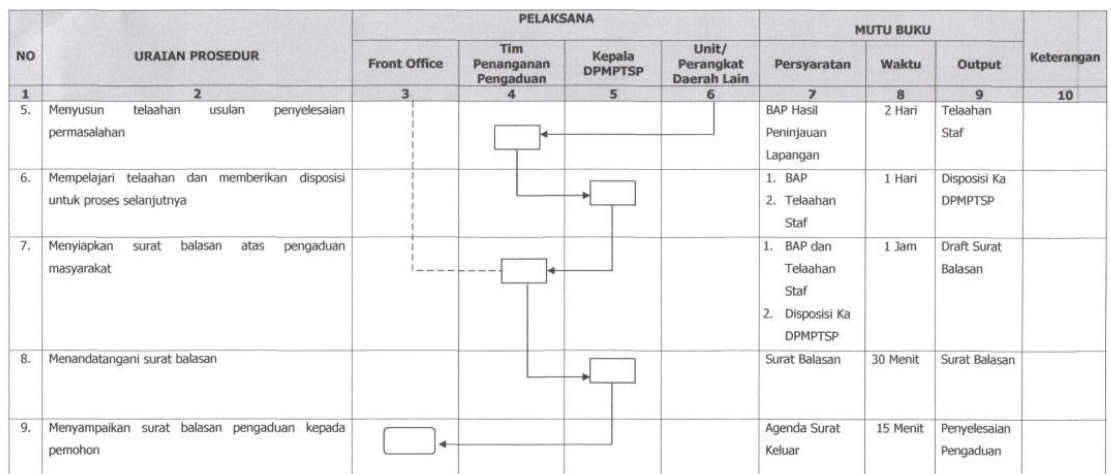 PELAKSANA
MUTU BUKU
NO
URAIAN PROSEDUR
Front Office
Tim
Penanganan
Pengaduan
Kepala
DPMPTSP
Unit/
Perangkat
Daerah Lain
Persyaratan
Waktu
Output
Keterangan
1 2 3 4 5 6 7 8 9 10
5. Menyusun telaahan usulan penyelesaian
permasalahan
BAP Hasil
Peninjauan
Lapangan
2 Hari
Telaahan
Staf
6. Mempelajari telaahan dan memberikan disposisi
untuk proses selanjutnya
1. BAP
2. Telaahan
Staf
1 Hari
Disposisi Ka
DPMPTSP
7. Menyiapkan surat balasan atas pengaduan
masyarakat
1. BAP dan
Telaahan
Staf
2. Disposisi Ka
DPMPTSP
1 Jam
Draft Surat
Balasan
8. Menandatangani surat balasan
Surat Balasan
30 Menit
Surat Balasan
9. Menyampaikan surat balasan pengaduan kepada
pemohon
Agenda Surat
Keluar
15 Menit
Penyelesaian
Pengaduan